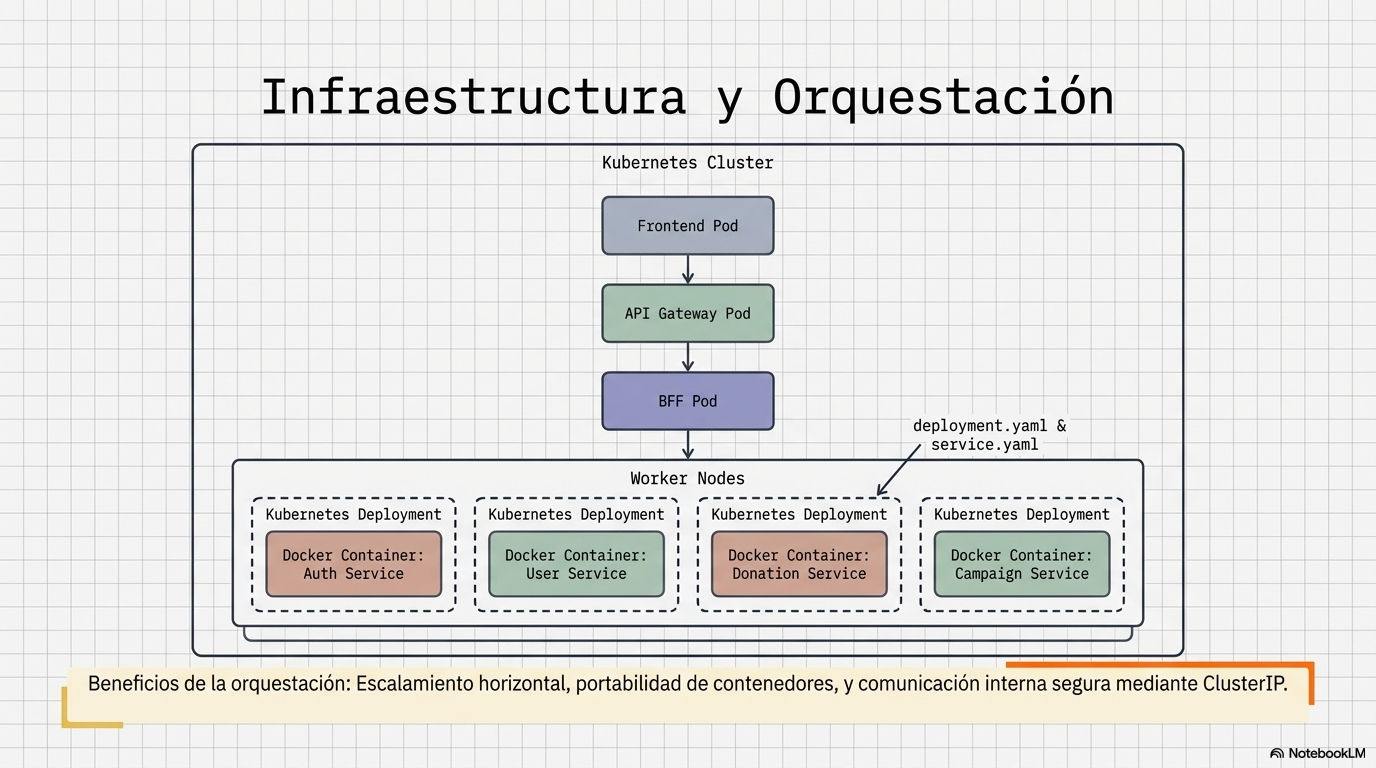 Infraestructura y Orquestación
Kubernetes Cluster
Frontend Pod
API Gateway Pod
BFF Pod
deployment.yaml &
service.yaml
Worker Nodes
Kubernetes Deployment
Docker Container:
Auth Service
Kubernetes Deployment
Docker Container:
User Service
Kubernetes Deployment
Docker Container:
Donation Service
Kubernetes Deployment
Docker Container:
Campaign Service
Beneficios de la orquestación: Escalamiento horizontal, portabilidad de contenedores, y comunicación interna segura mediante ClusterIP.
NotebookLM